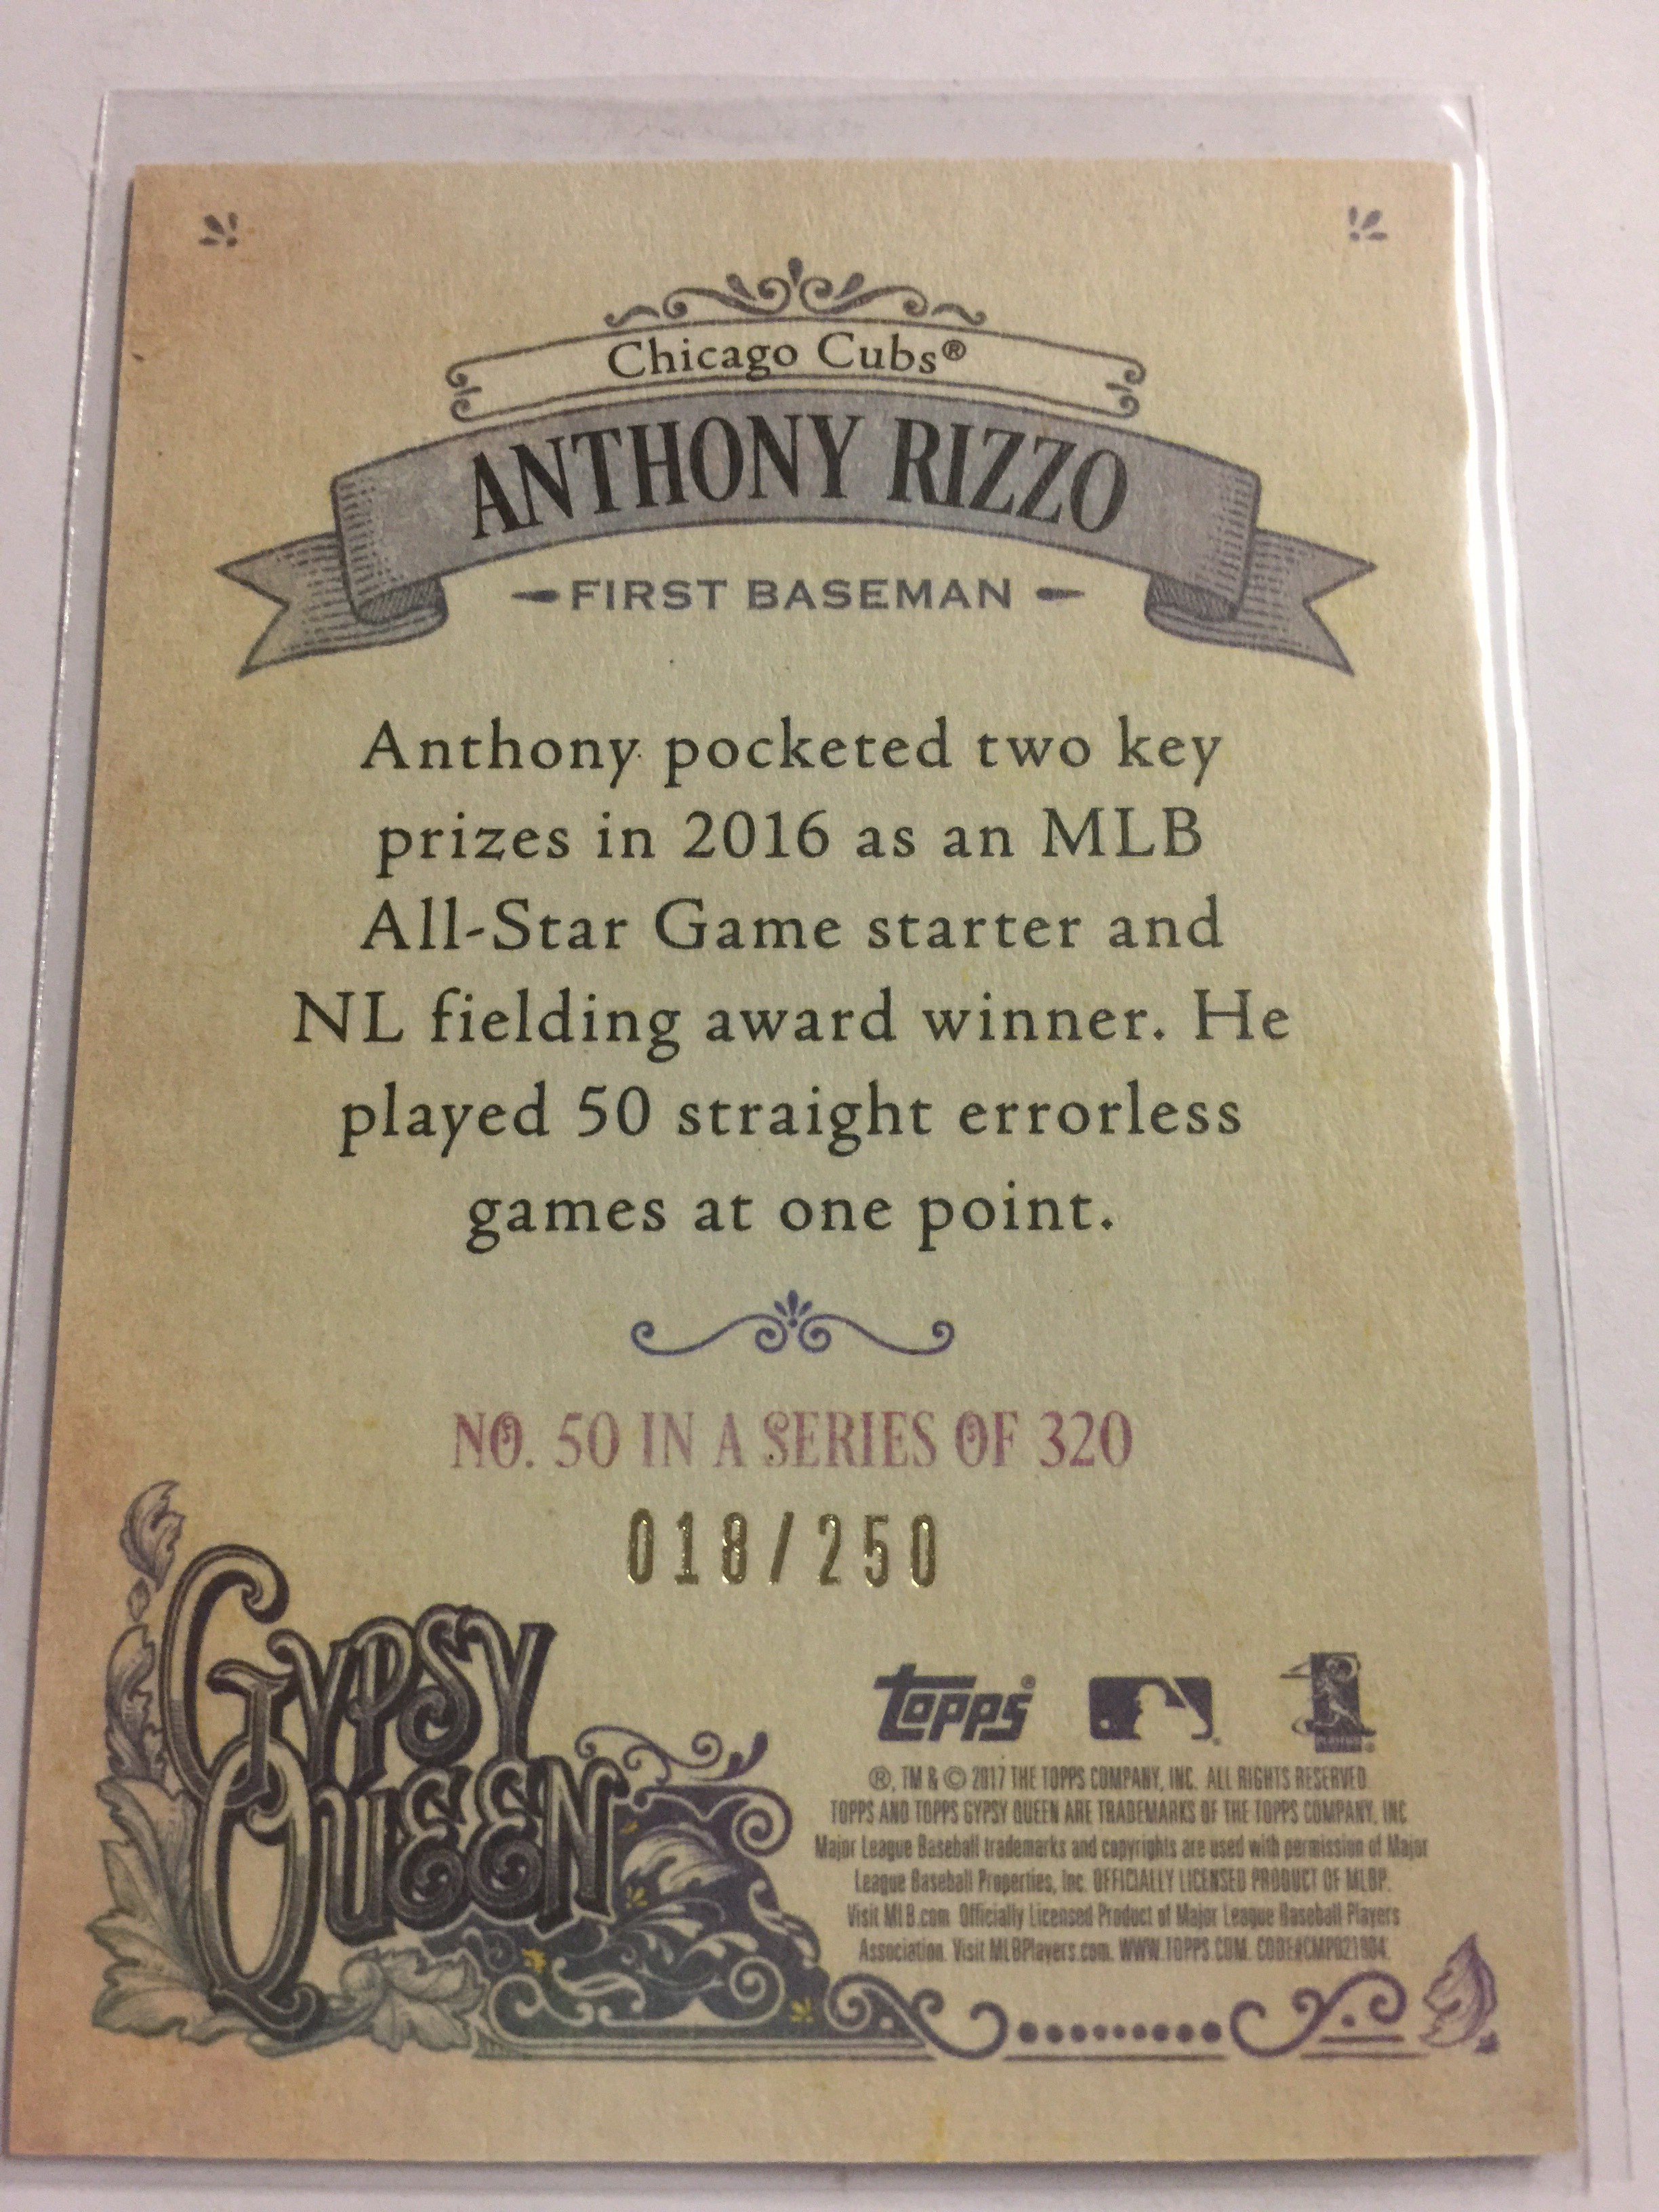 Chicago Cubs®
ANTHONY RIZZO
FIRST BASEMAN
Anthony pocketed two key
prizes in 2016 as an MLB
All-Star Game starter and
NL fielding award winner. He
played 50 straight errorless
games at one point.
NO. 50 IN A SERIES OF 320
018/250
GYPSY
QUEEN
topps®
PLAYERS
®, TM & © 2017 THE TOPPS COMPANY, INC. ALL RIGHTS RESERVED.
TOPPS AND TOPPS GYPSY QUEEN ARE TRADEMARKS OF THE TOPPS COMPANY, INC.
Major League Baseball trademarks and copyrights are used with permission of Major
League Baseball Properties, Inc. OFFICIALLY LICENSED PRODUCT OF MLBP.
Visit MLB.com Officially Licensed Product of Major League Baseball Players
Association. Visit MLBPlayers.com. WWW.TOPPS.COM. CODE#CMP021904